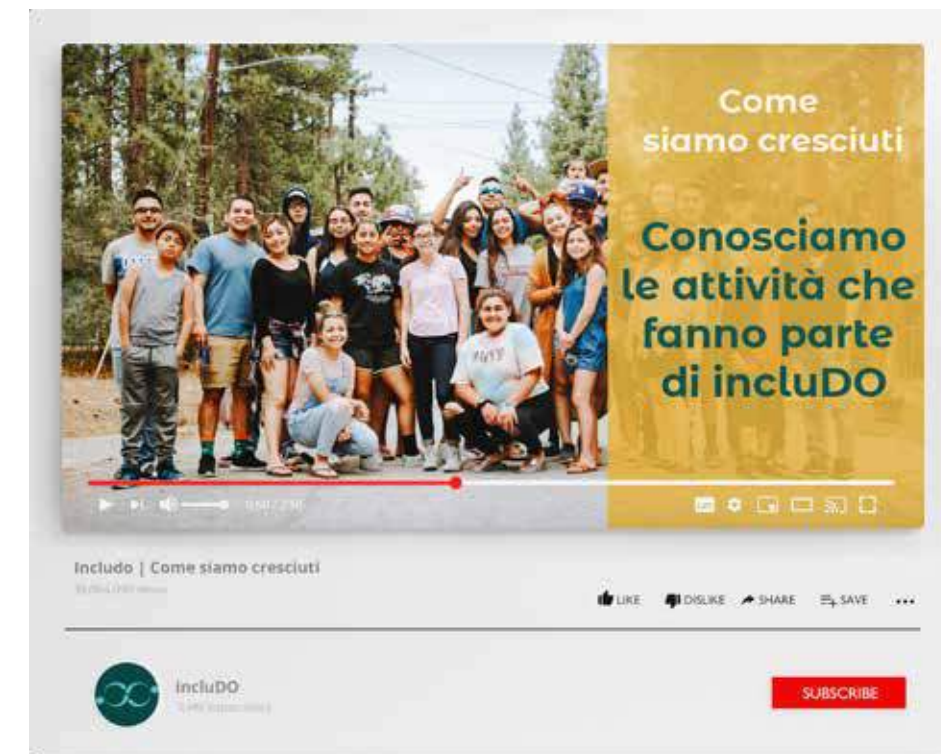 Come
siamo cresciuti
Conosciamo
le attività che
fanno parte
di incluDO
Includo | Come siamo cresciuti
LIKE DISLIKE SHARE SAVE
incluDO
SUBSCRIBE